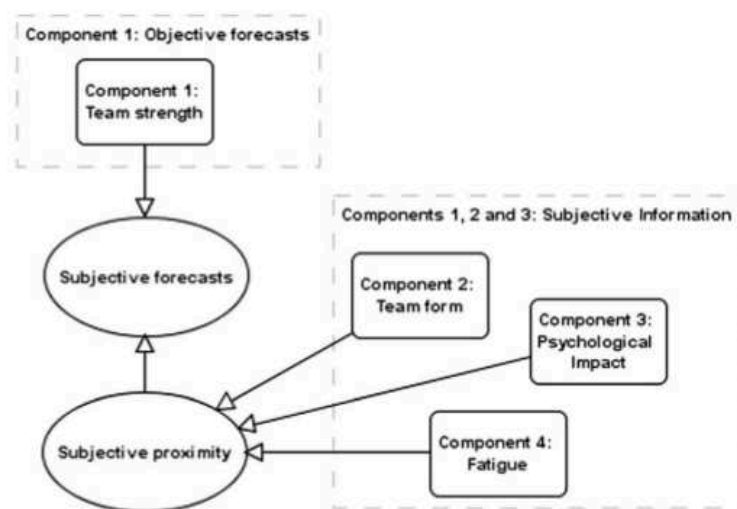 Component 1: Objective forecasts
Component 1:
Team strength
Components 1, 2 and 3: Subjective Information
Subjective forecasts
Component 2:
Team form
Component 3:
Psychological
Impact
Subjective proximity
Component 4:
Fatigue